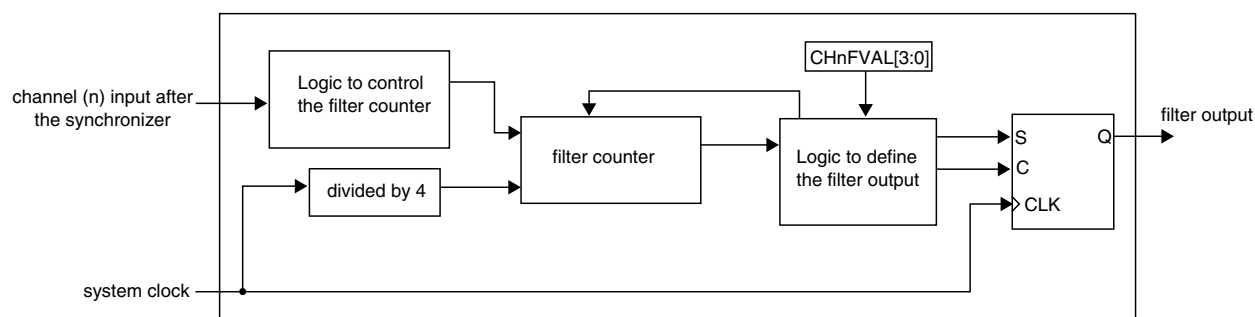 CHnFVAL[3:0]
Logic to control
the filter counter
channel (n) input after
the synchronizer
filter output
filter counter
Logic to define
the filter output
S
Q
C
CLK
divided by 4
system clock